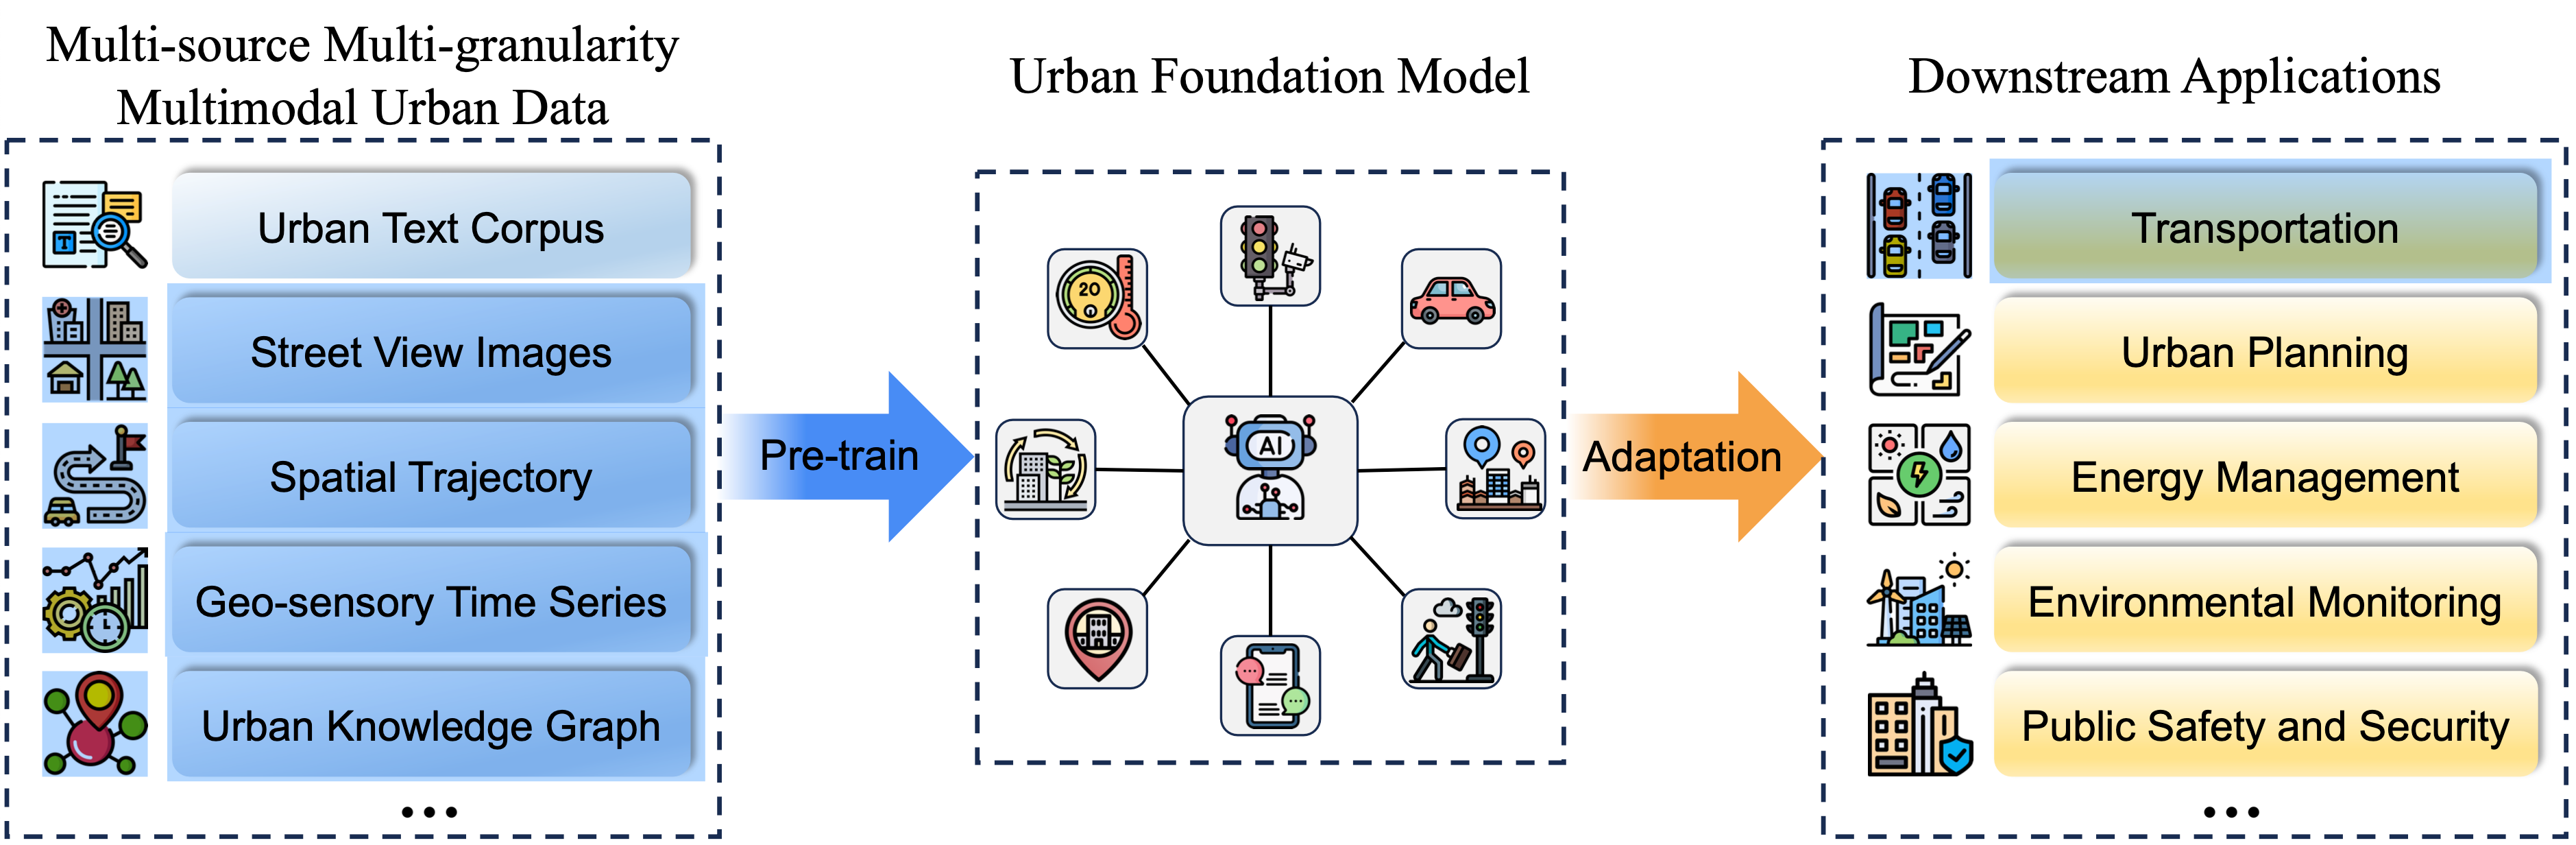 Multi-source Multi-granularity
Multimodal Urban Data
Urban Text Corpus
T
Street View Images
Spatial Trajectory
Geo-sensory Time Series
Urban Knowledge Graph
...
Pre-train
Urban Foundation Model
20
AI
Adaptation
Downstream Applications
Transportation
Urban Planning
Energy Management
Environmental Monitoring
Public Safety and Security
...